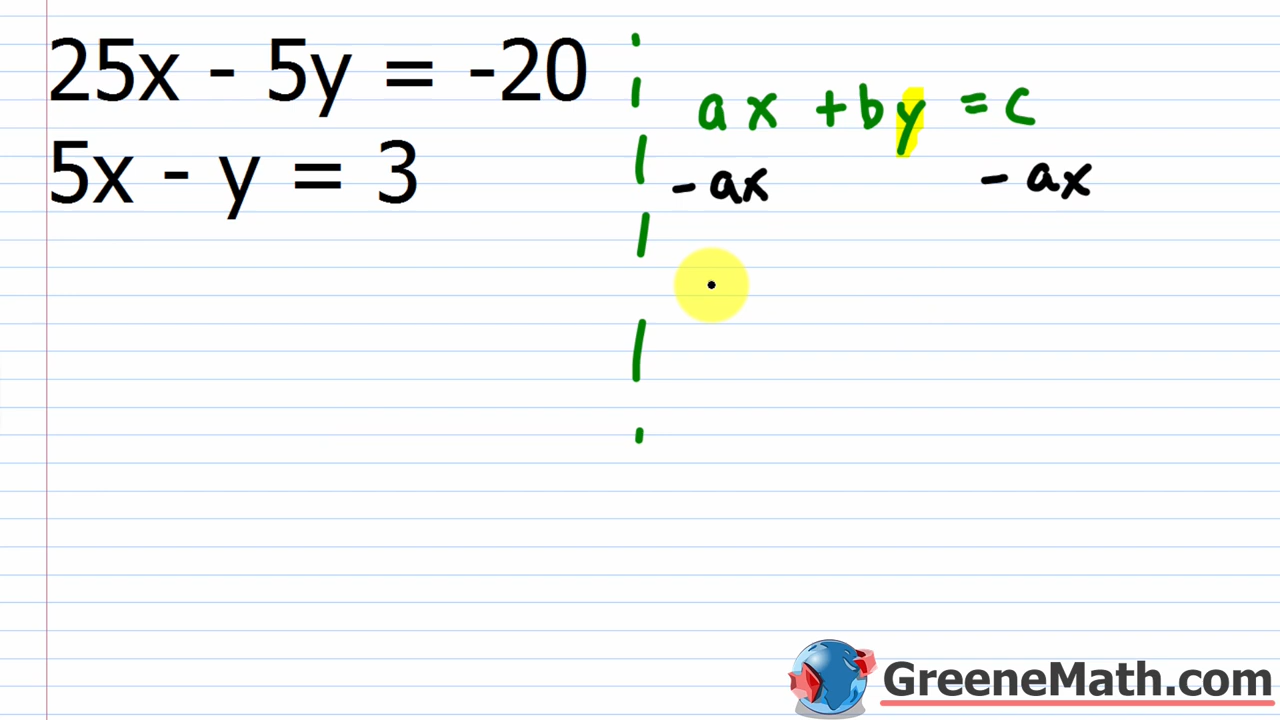 25x - 5y = -20
5x - y = 3
ax + by = c
- ax - ax
GreeneMath.com